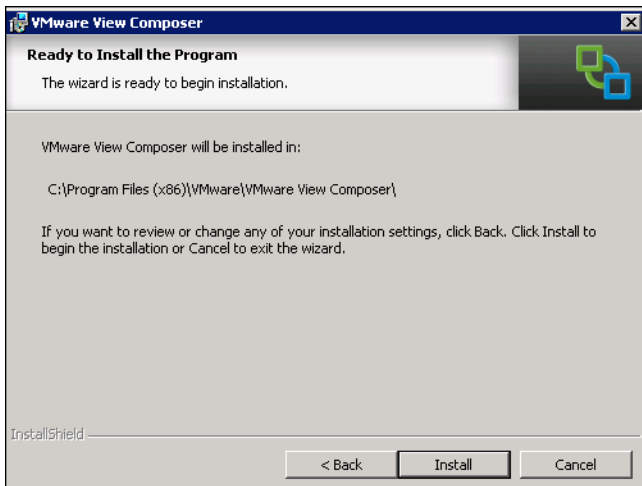 VMware View Composer
Ready to Install the Program
The wizard is ready to begin installation.
VMware View Composer will be installed in:
C:\Program Files (x86)\VMware\VMware View Composer\
If you want to review or change any of your installation settings, click Back. Click Install to
begin the installation or Cancel to exit the wizard.
InstallShield
< Back Install Cancel